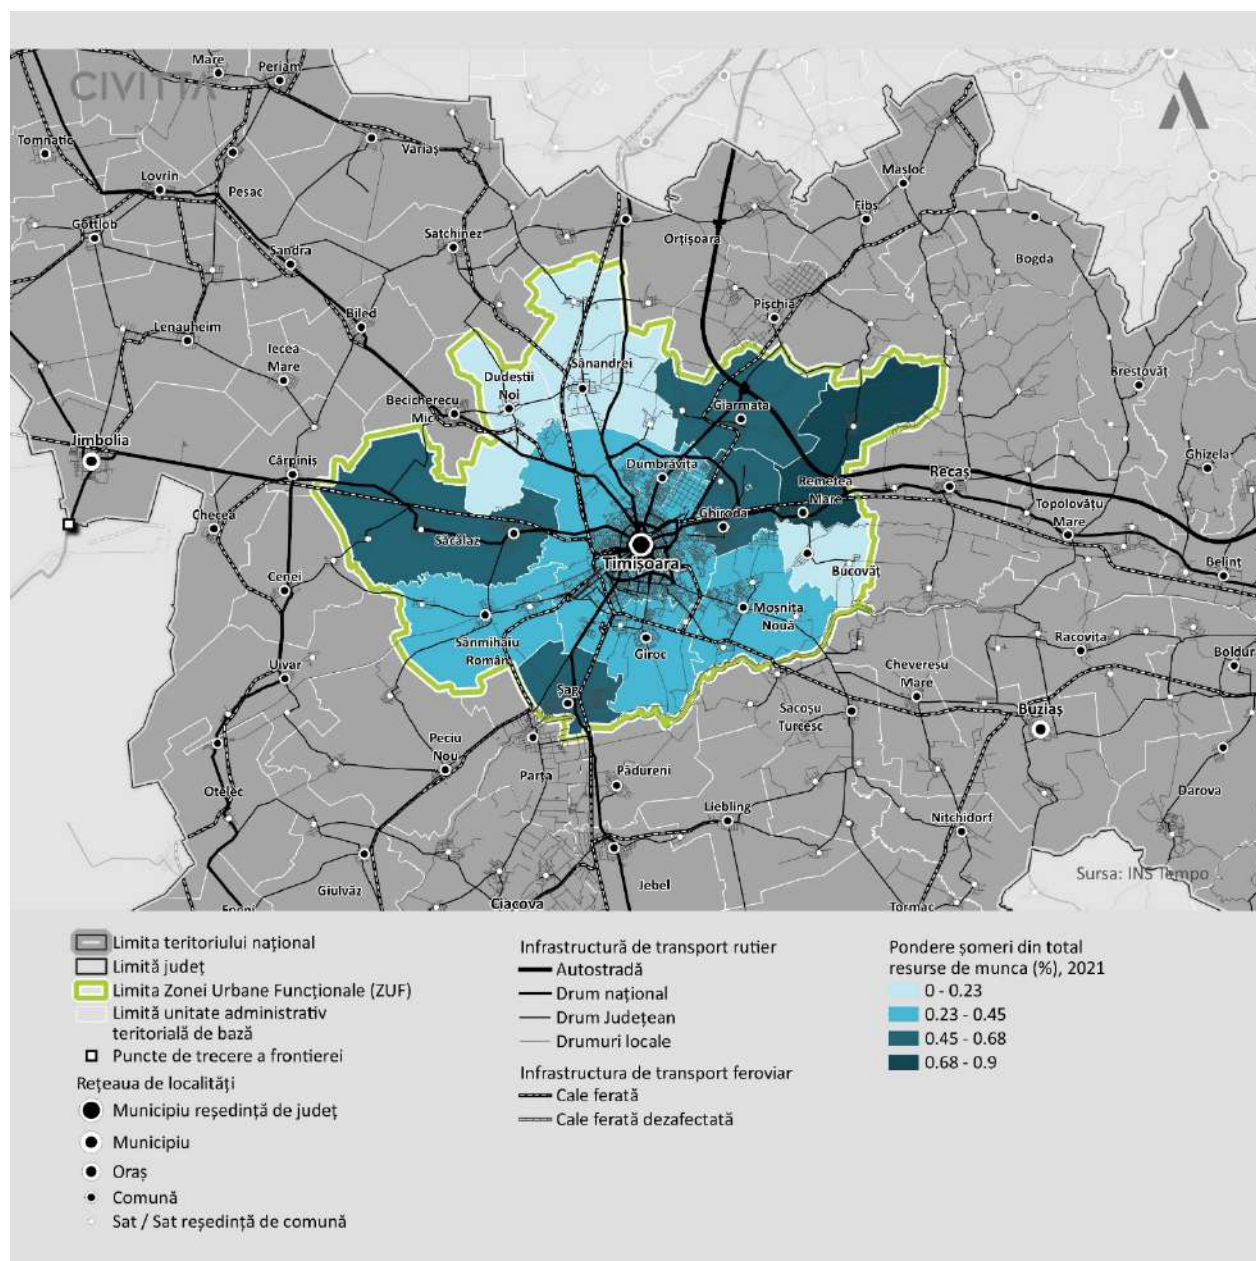 Mare
Periam
CIVITTA
Tomnatic
Variaș
Lovrin
Pesac
Masloc
Fibiș
Gottlob
Satchinez
Orțișoara
Sandra
Bogda
Pișchia
Biled
Lenauheim
Iecea
Mare
Sânandrei
Dudeștii
Noi
Brestovăț
Becicherecu
Mic
Giarmata
Jimbolia
Cărpiniș
Dumbrăvița
Ghizela
Recaș
Remetea
Mare
Topolovățu
Mare
Checea
Ghiroda
Săcălaz
Timișoara
Bucovăț
Belinț
Cenei
Moșnița
Nouă
Sânmihaiu
Român
Giroc
Racovița
Boldur
Uivar
Cheveresu
Mare
Șag
Sacoșu
Turcesc
Buziaș
Peciu
Nou
Parța
Pădureni
Otelec
Darova
Liebling
Nițchidorf
Giulvăz
Jebel
Sursa: INS Tempo
Ciacova
Tormac
Limita teritoriului național
Limită județ
Limita Zonei Urbane Funcționale (ZUF)
Limită unitate administrativ
teritorială de bază
Puncte de trecere a frontierei
Rețeaua de localități
Municipiu reședință de județ
Municipiu
Oraș
Comună
Sat / Sat reședință de comună
Infrastructură de transport rutier
Autostradă
Drum național
Drum Județean
Drumuri locale
Infrastructura de transport feroviar
Cale ferată
Cale ferată dezafectată
Pondere șomeri din total
resurse de munca (%), 2021
0 - 0.23
0.23 - 0.45
0.45 - 0.68
0.68 - 0.9